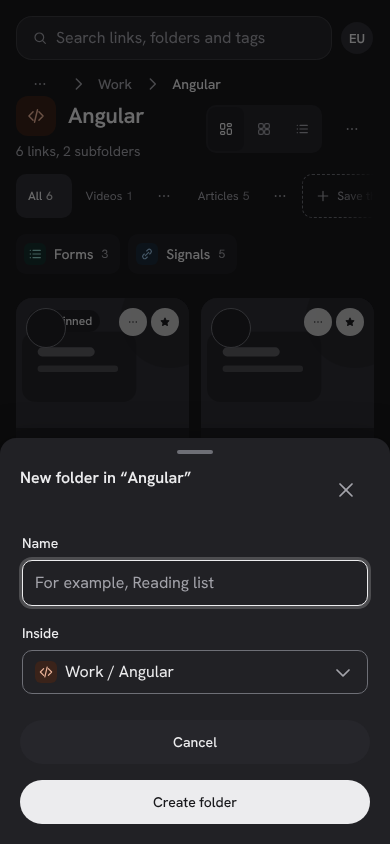 Search links, folders and tags
EU
... > Work > Angular
Angular
6 links, 2 subfolders
All 6 Videos 1 ... Articles 5 ... + Save
Forms 3 Signals 5
New folder in “Angular”
Name
For example, Reading list
Inside
Work / Angular
Cancel
Create folder